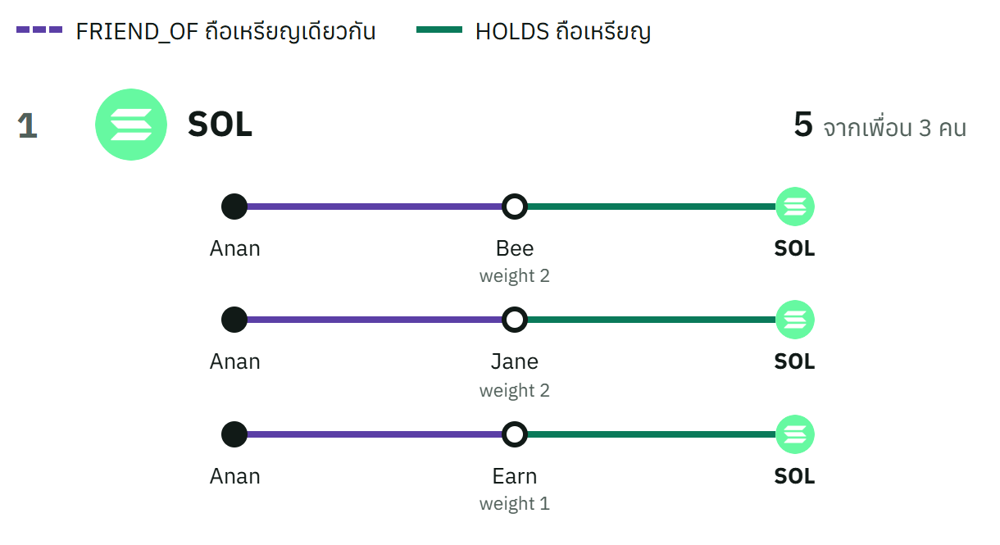 FRIEND_OF ถือเหรียญเดียวกัน HOLDS ถือเหรียญ
1 SOL 5 จากเพื่อน 3 คน
Anan Bee SOL
weight 2
Anan Jane SOL
weight 2
Anan Earn SOL
weight 1